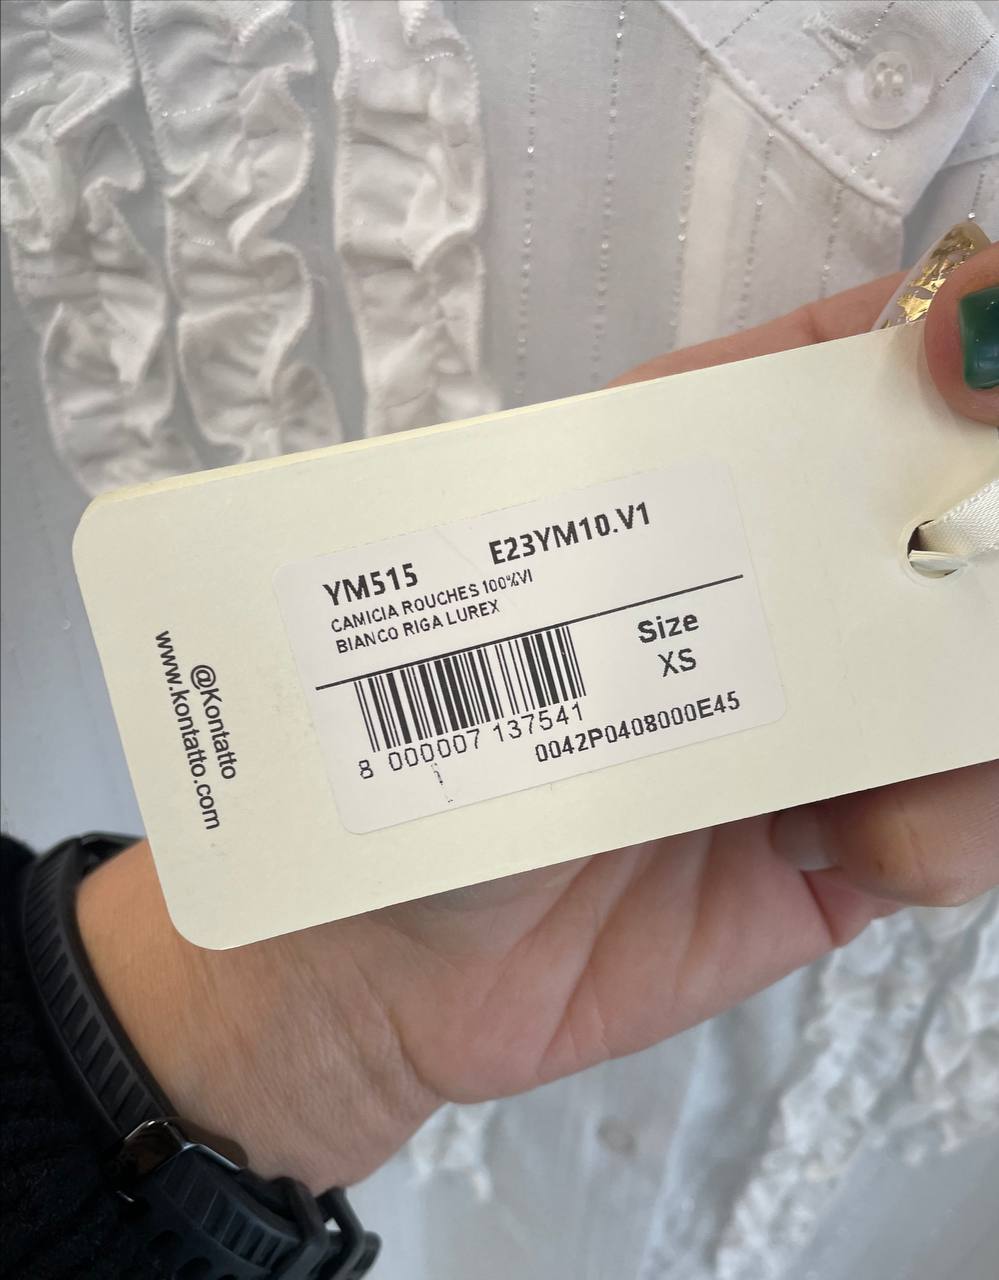 YM515 E23YM10.V1
CAMICIA ROUCHES 100%VI
BIANCO RIGA LUREX
Size
XS
8 000007 137541
0042P0408000E45
@Kontatto
www.kontatto.com